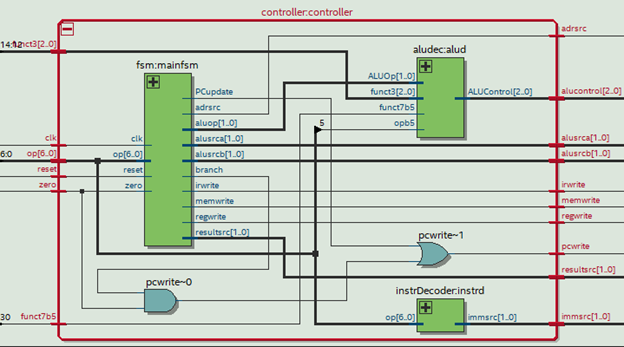 controller:controller
adrsrc
14:12
funct3[2..0]
aludec:alud
fsm:mainfsm
ALUOp[1..0]
PCupdate
funct3[2..0]
ALUControl[2..0]
alucontrol[2..0]
adrsrc
funct7b5
aluop[1..0]
5
opb5
clk
clk
alusrca[1..0]
alusrca[1..0]
6:0
op[6..0]
op[6..0]
alusrcb[1..0]
alusrcb[1..0]
reset
reset
branch
zero
zero
irwrite
irwrite
memwrite
memwrite
regwrite
regwrite
resultsrc[1..0]
pcwrite~1
pcwrite
resultsrc[1..0]
pcwrite~0
instrDecoder:instrd
30
funct7b5
op[6..0]
immsrc[1..0]
immsrc[1..0]